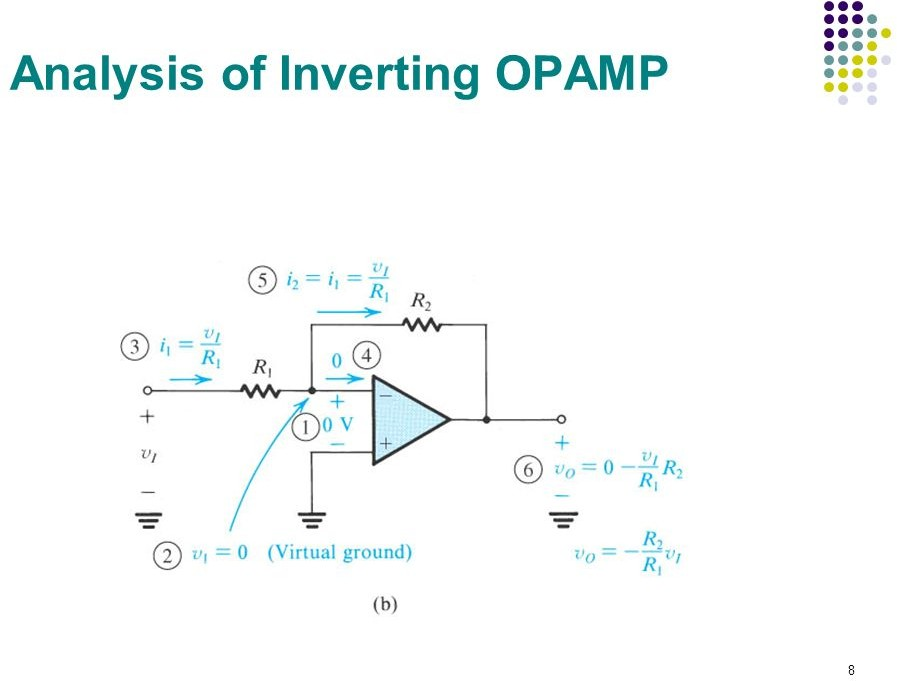 Analysis of Inverting OPAMP
⑤ i₂ = i₁ = v_I/R₁
R₂
③ i₁ = v_I/R₁
R₁
0 ④
+
−
① 0 V
−
+
+
v_I
−
+
⑥ v_O = 0 − v_I/R₁ R₂
−
② v₁ = 0 (Virtual ground)
v_O = − R₂/R₁ v_I
(b)
8